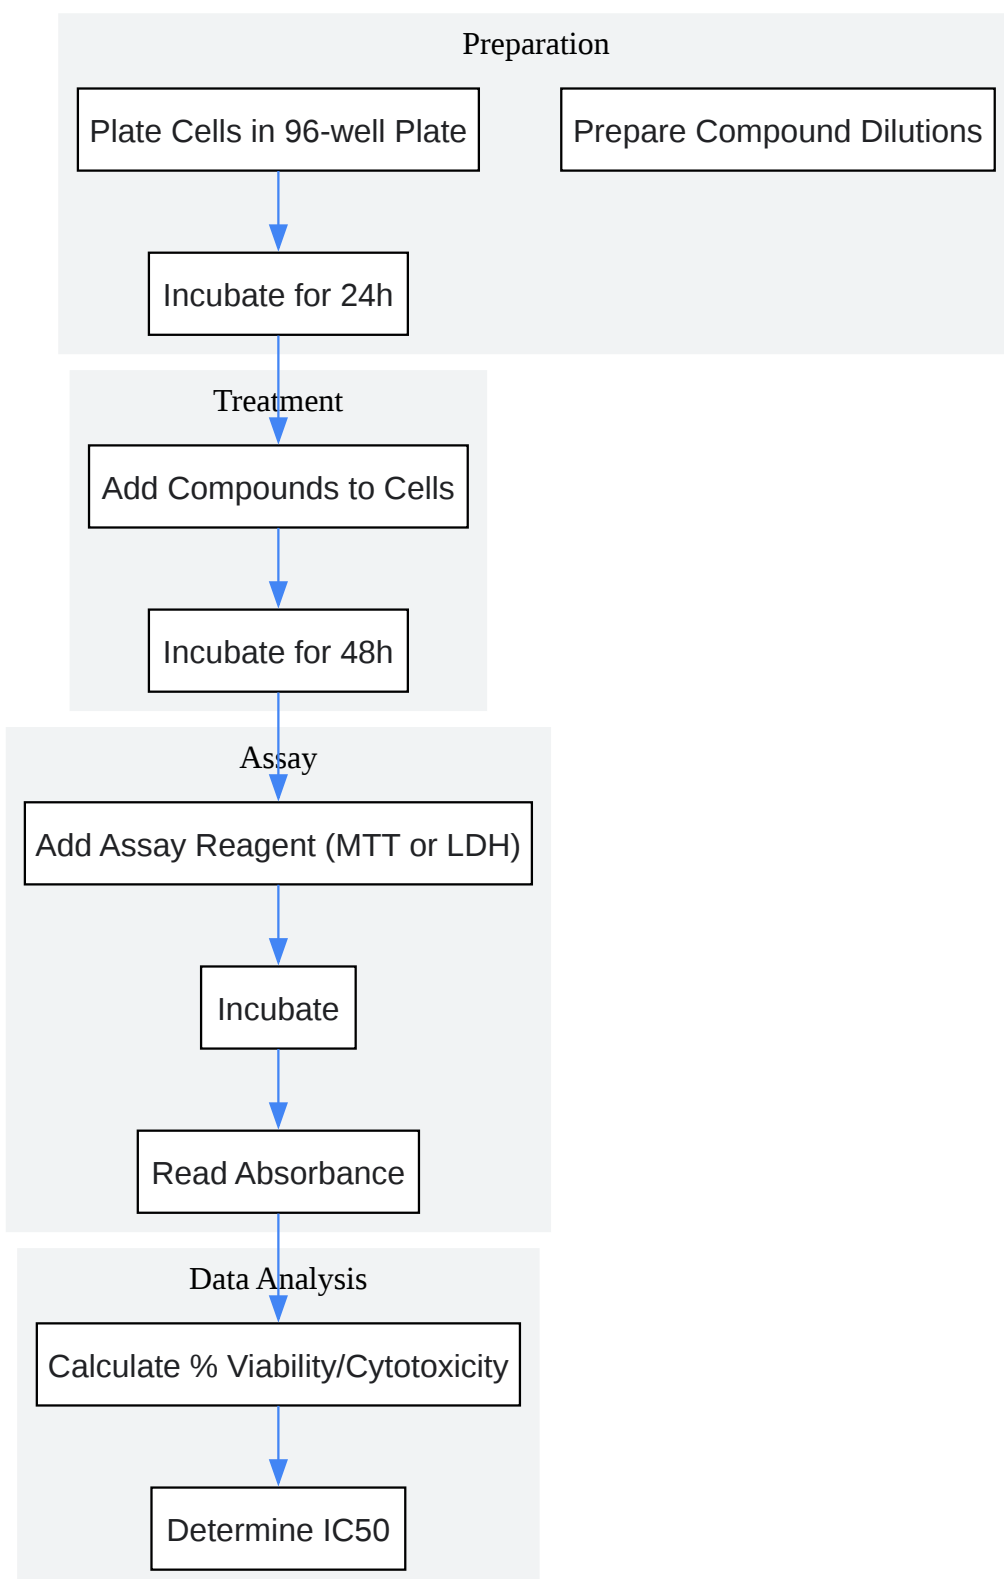 Preparation
Plate Cells in 96-well Plate
Prepare Compound Dilutions
Incubate for 24h
Treatment
Add Compounds to Cells
Incubate for 48h
Assay
Add Assay Reagent (MTT or LDH)
Incubate
Read Absorbance
Data Analysis
Calculate % Viability/Cytotoxicity
Determine IC50